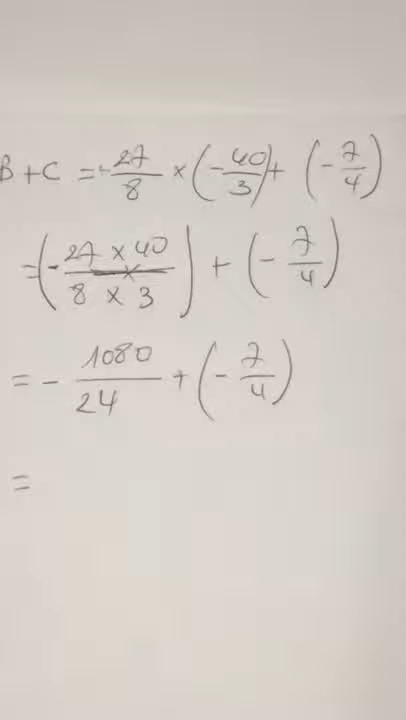 B + C = -27/8 × (-40/3) + (-7/4)
= (-27 × 40 / 8 × 3) + (-7/4)
= - 1080/24 + (-7/4)
=